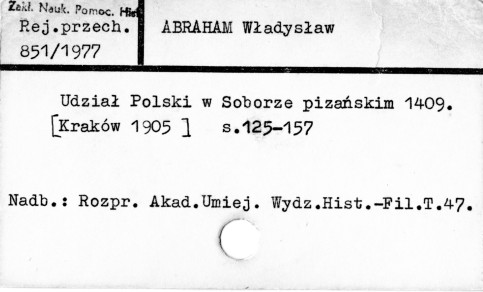 Zakł. Nauk. Pomoc. Hist
Rej.przech.
851/1977
ABRAHAM Władysław
Udział Polski w Soborze pizańskim 1409.
[Kraków 1905 ] s.125-157
Nadb.: Rozpr. Akad.Umiej. Wydz.Hist.-Fil.T.47.